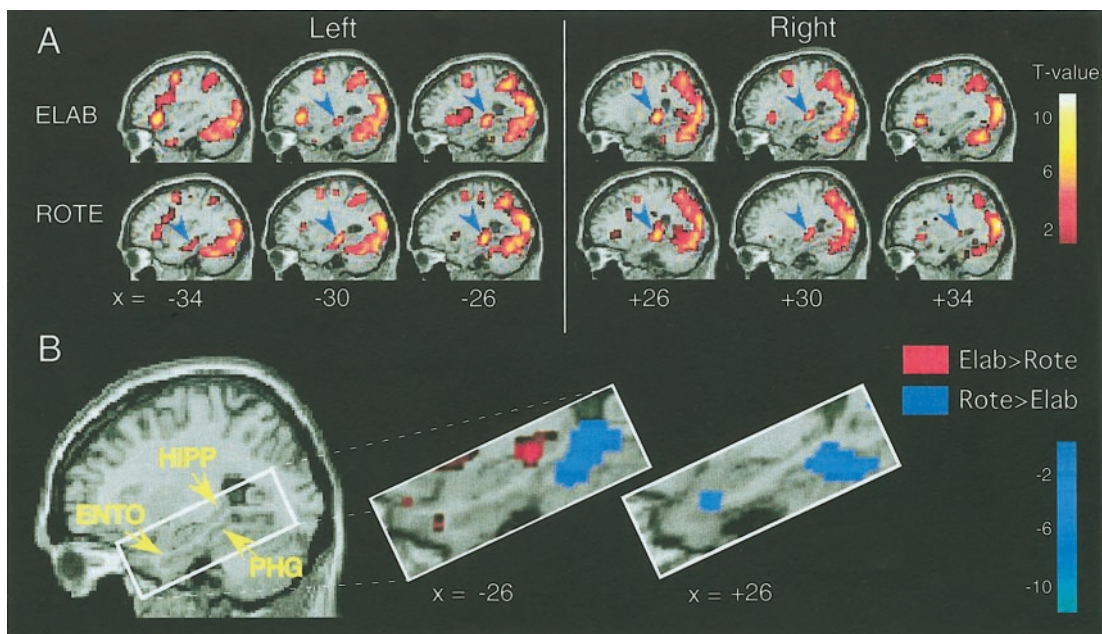 A
Left
Right
T-value
10
6
2
ELAB
ROTE
x = -34 -30 -26 +26 +30 +34
B
Elab>Rote
Rote>Elab
HIPP
ENTO
PHG
-2
-6
-10
x = -26
x = +26